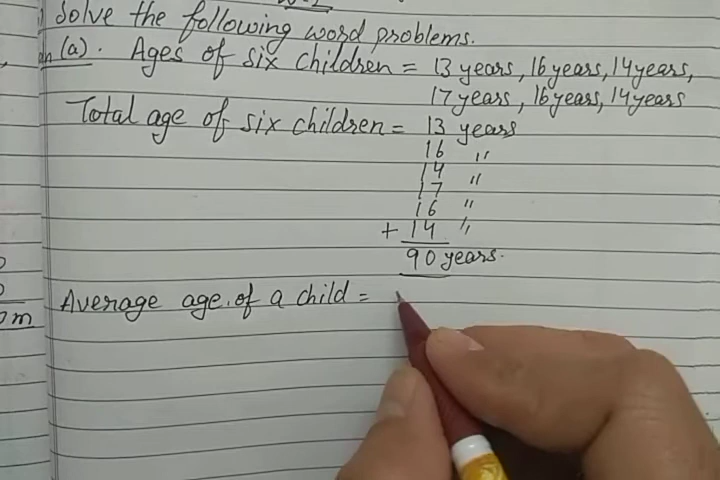 Solve the following word problems.
(a). Ages of six children = 13 years, 16 years, 14 years,
17 years, 16 years, 14 years
Total age of six children = 13 years
16 "
14
17 "
16 "
+ 14 "
90 years.
Average age of a child =
m